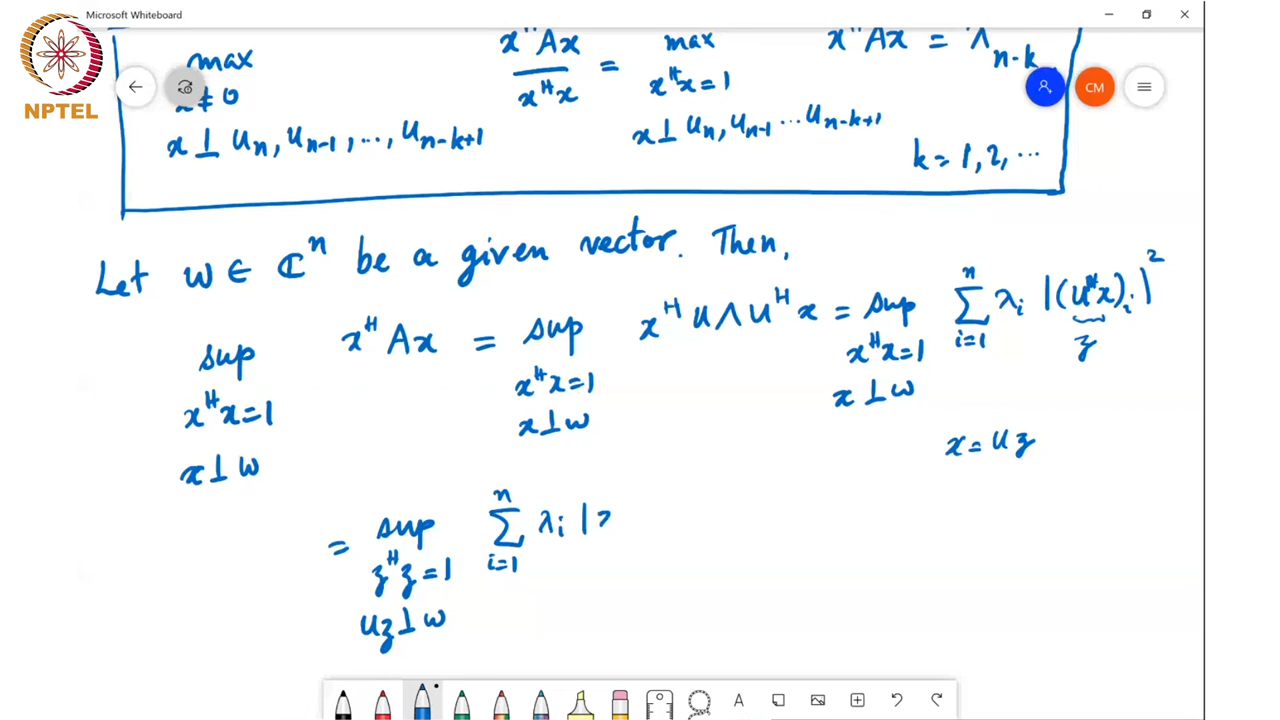 Microsoft Whiteboard
NPTEL
CM
max x^H Ax / x^H x = max x^H Ax = λ_{n-k}
x ≠ 0 x^H x = 1
x ⊥ u_n, u_{n-1}, ..., u_{n-k+1} x ⊥ u_n, u_{n-1} ... u_{n-k+1}
k = 1, 2, ...
Let w ∈ ℂ^n be a given vector. Then,
sup x^H Ax = sup x^H U Λ U^H x = sup Σ_{i=1}^n λ_i |(U^H x)_i|^2
x^H x = 1 x^H x = 1 x^H x = 1 z
x ⊥ w x ⊥ w x ⊥ w
x = U z
= sup Σ_{i=1}^n λ_i |
z^H z = 1
Uz ⊥ w
A